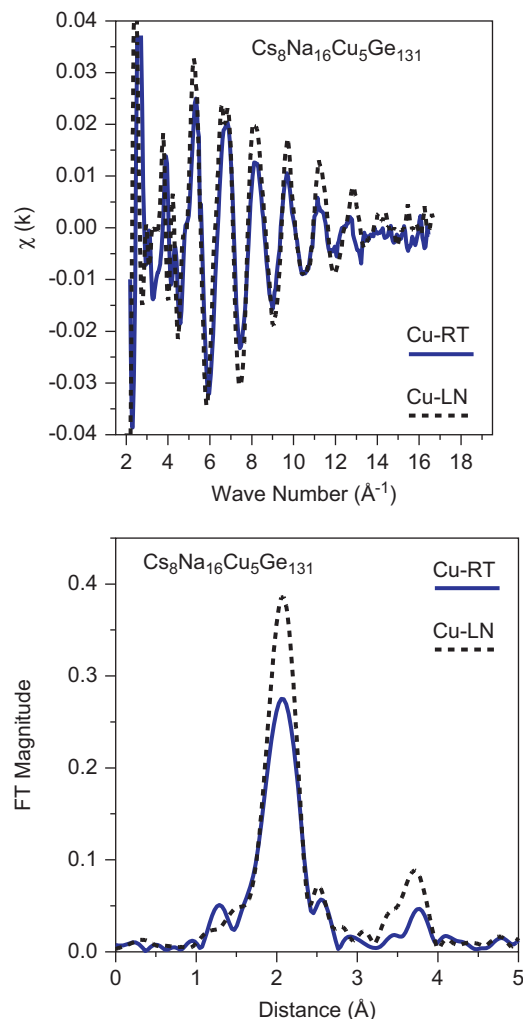 Cs₈Na₁₆Cu₅Ge₁₃₁
0.04
0.03
0.02
0.01
0.00
-0.01
-0.02
-0.03
-0.04
χ (k)
Cu-RT
Cu-LN
2 4 6 8 10 12 14 16 18
Wave Number (Å⁻¹)
Cs₈Na₁₆Cu₅Ge₁₃₁
Cu-RT
Cu-LN
0.4
0.3
0.2
0.1
0.0
FT Magnitude
0 1 2 3 4 5
Distance (Å)